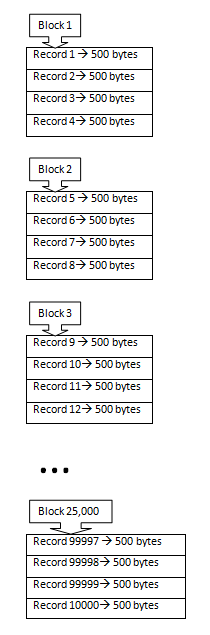 Block 1
Record 1→ 500 bytes
Record 2→ 500 bytes
Record 3→ 500 bytes
Record 4→ 500 bytes
Block 2
Record 5→ 500 bytes
Record 6→ 500 bytes
Record 7→ 500 bytes
Record 8→ 500 bytes
Block 3
Record 9 → 500 bytes
Record 10→ 500 bytes
Record 11→ 500 bytes
Record 12→ 500 bytes
...
Block 25,000
Record 99997 → 500 bytes
Record 99998→ 500 bytes
Record 99999→ 500 bytes
Record 10000→ 500 bytes